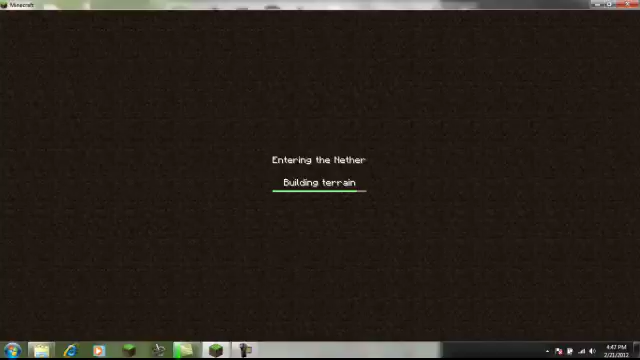 Minecraft
Entering the Nether
Building terrain
4:47 PM
2/21/2012